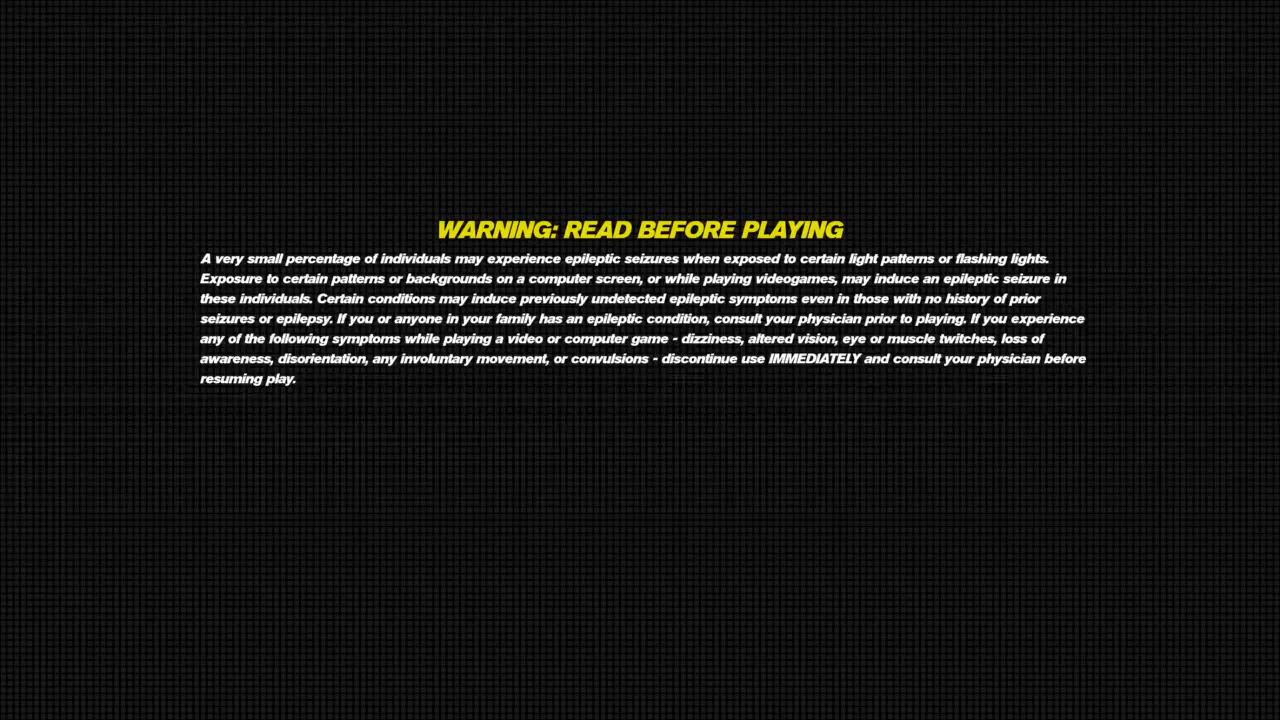 WARNING: READ BEFORE PLAYING
A very small percentage of individuals may experience epileptic seizures when exposed to certain light patterns or flashing lights.
Exposure to certain patterns or backgrounds on a computer screen, or while playing videogames, may induce an epileptic seizure in
these individuals. Certain conditions may induce previously undetected epileptic symptoms even in those with no history of prior
seizures or epilepsy. If you or anyone in your family has an epileptic condition, consult your physician prior to playing. If you experience
any of the following symptoms while playing a video or computer game - dizziness, altered vision, eye or muscle twitches, loss of
awareness, disorientation, any involuntary movement, or convulsions - discontinue use IMMEDIATELY and consult your physician before
resuming play.